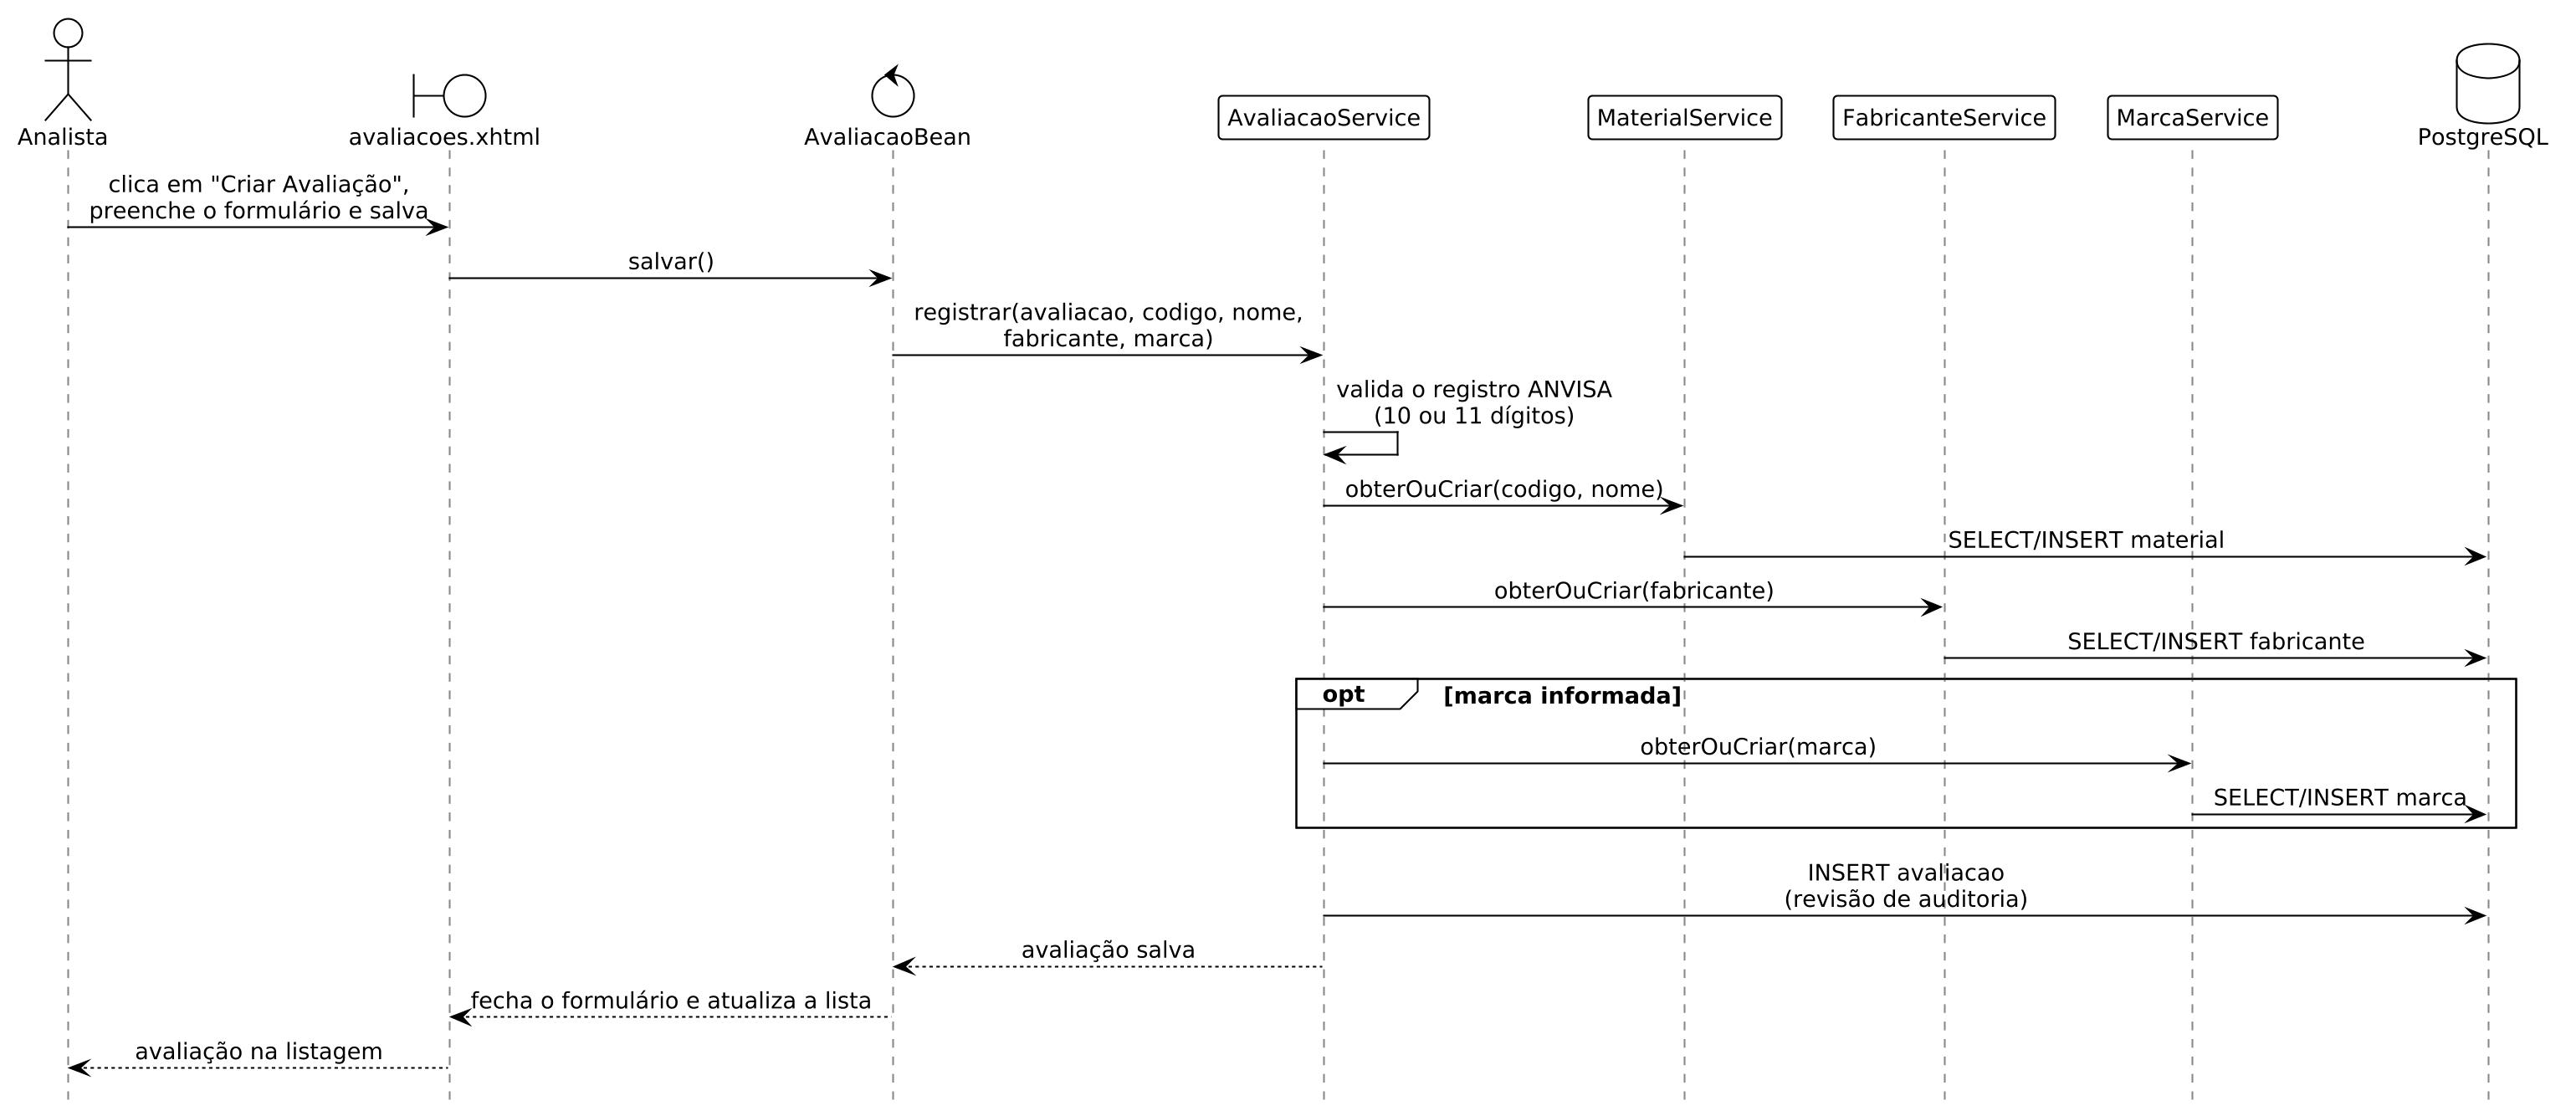 Analista
avaliacoes.xhtml
AvaliacaoBean
AvaliacaoService
MaterialService
FabricanteService
MarcaService
PostgreSQL
clica em "Criar Avaliação",
preenche o formulário e salva
salvar()
registrar(avaliacao, codigo, nome,
fabricante, marca)
valida o registro ANVISA
(10 ou 11 dígitos)
obterOuCriar(codigo, nome)
SELECT/INSERT material
obterOuCriar(fabricante)
SELECT/INSERT fabricante
opt [marca informada]
obterOuCriar(marca)
SELECT/INSERT marca
INSERT avaliacao
(revisão de auditoria)
avaliação salva
fecha o formulário e atualiza a lista
avaliação na listagem